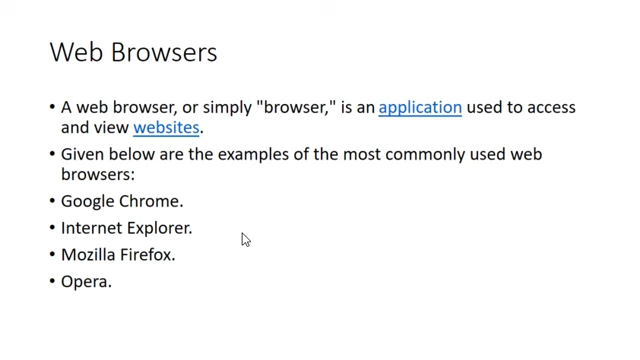 Web Browsers
• A web browser, or simply "browser," is an application used to access
and view websites.
• Given below are the examples of the most commonly used web
browsers:
• Google Chrome.
• Internet Explorer.
• Mozilla Firefox.
• Opera.